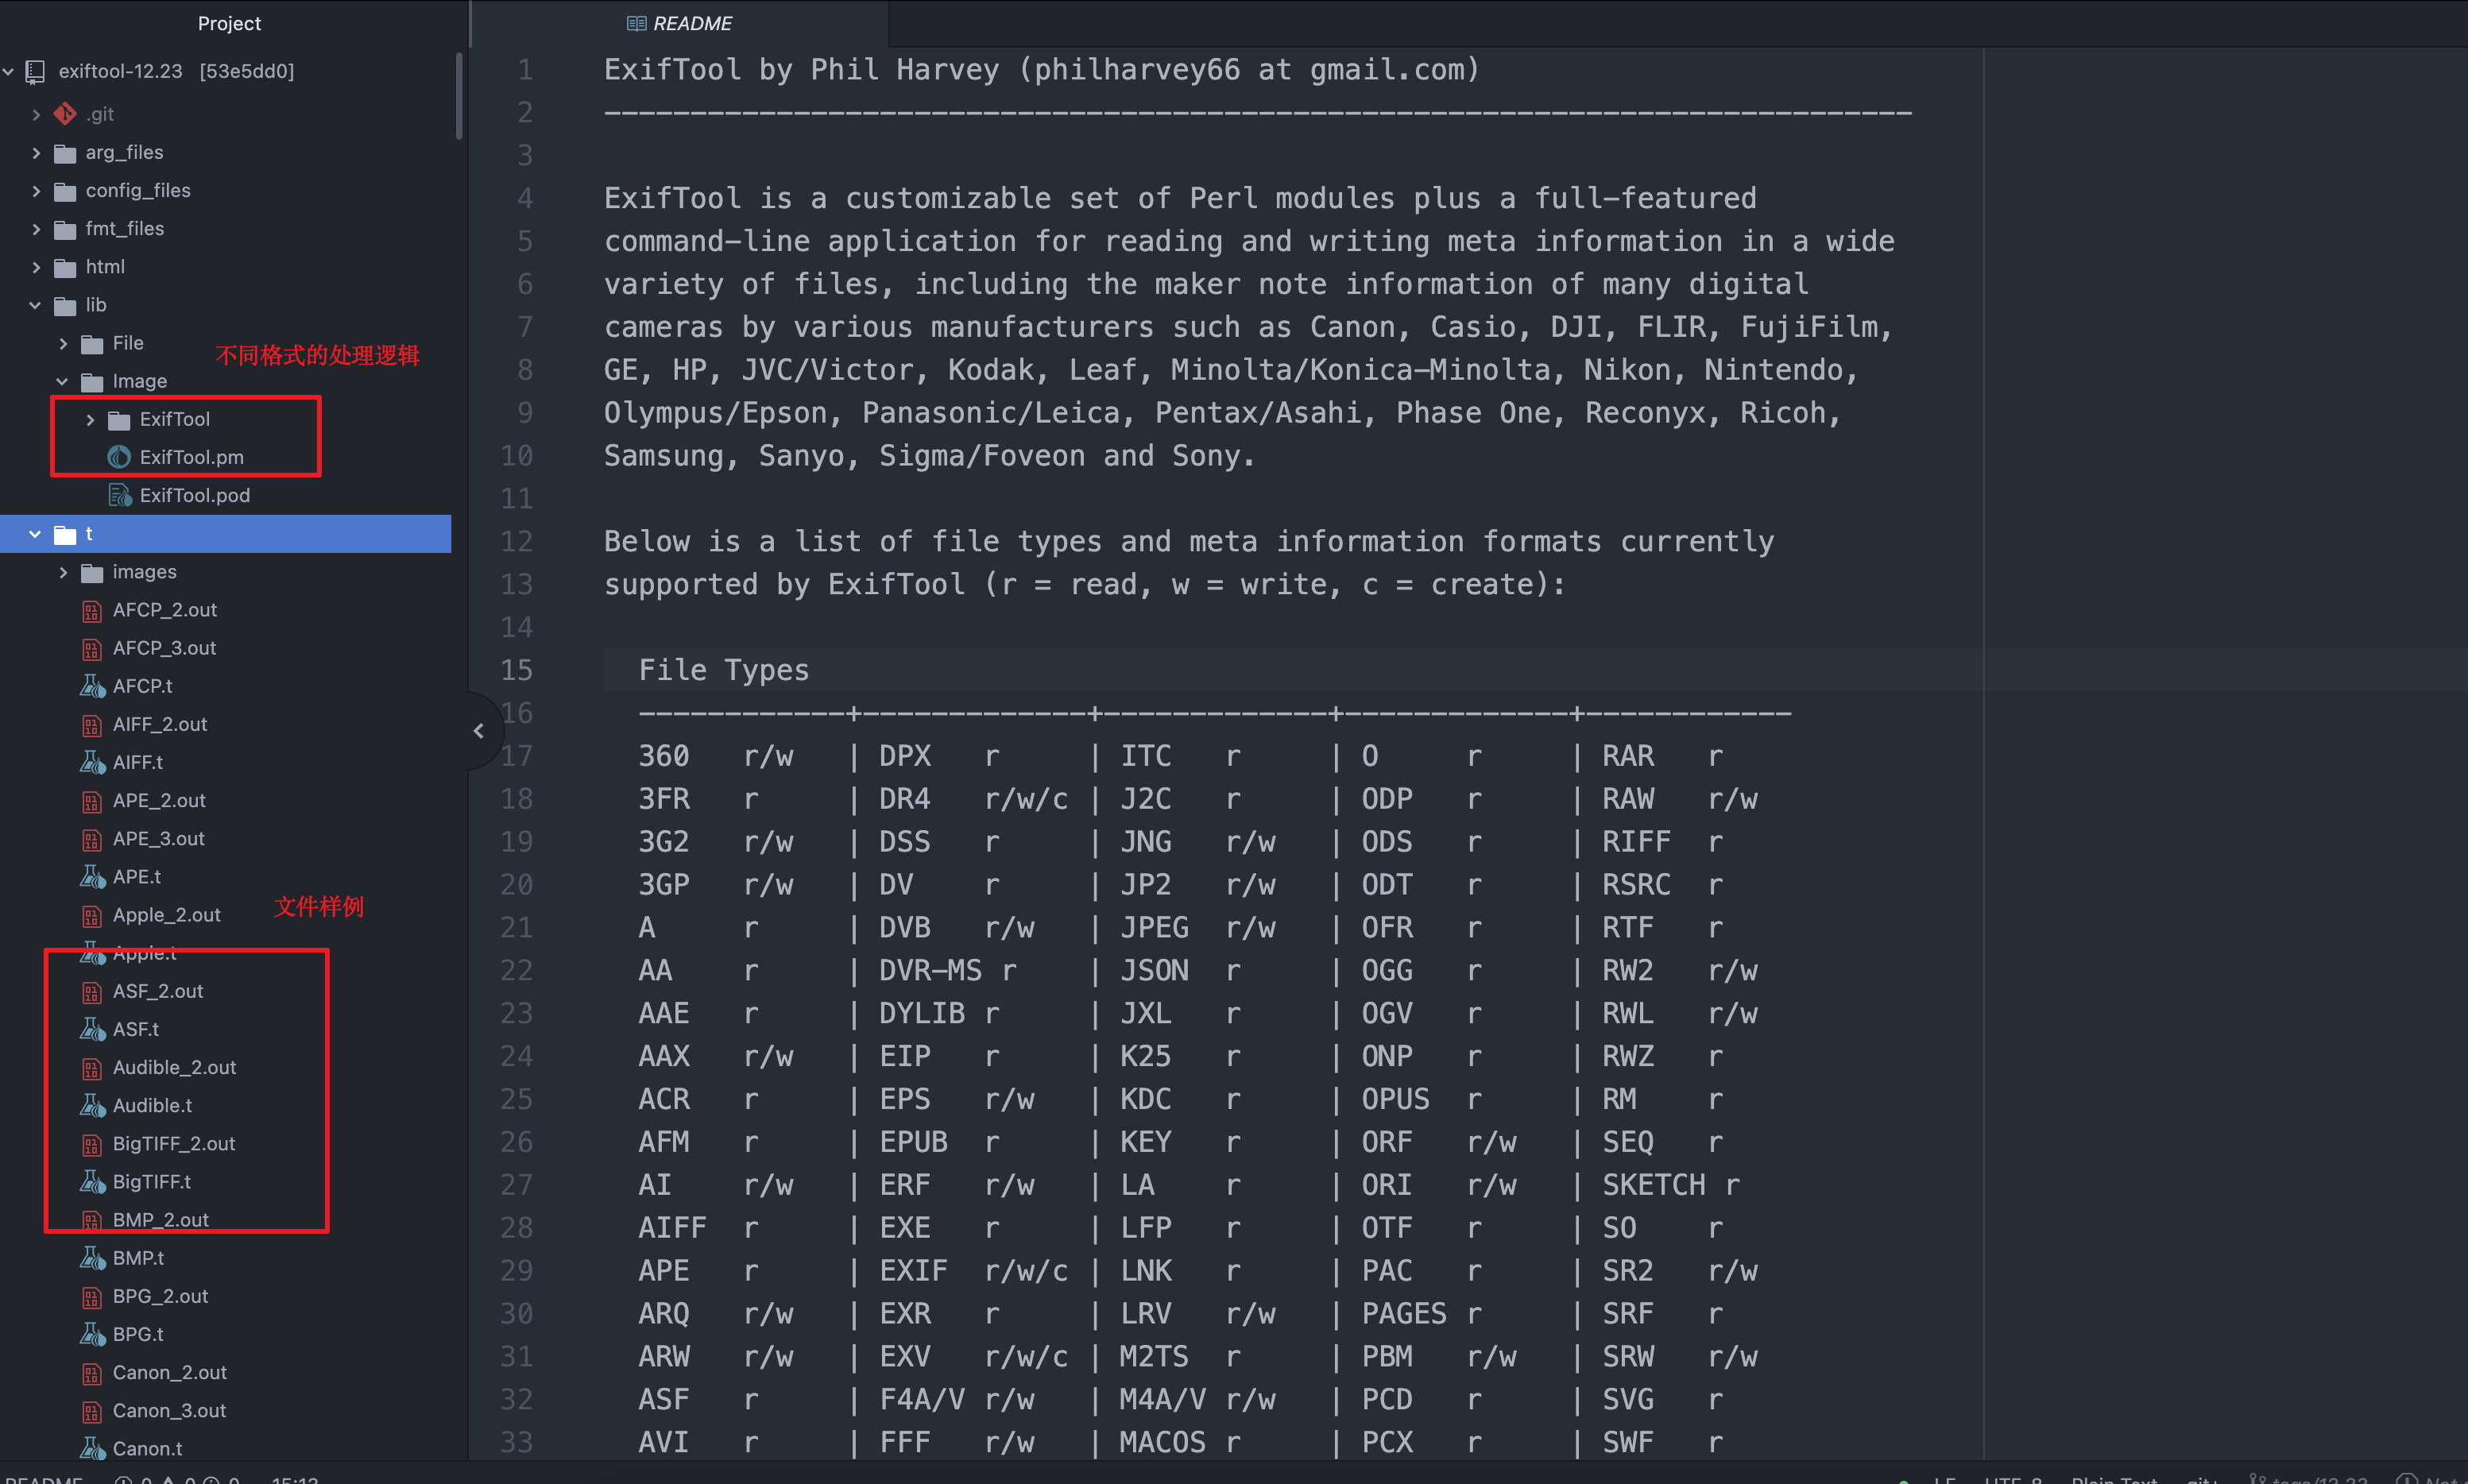 Project
exiftool-12.23 [53e5dd0]
.git
arg_files
config_files
fmt_files
html
lib
File
不同格式的处理逻辑
Image
ExifTool
ExifTool.pm
ExifTool.pod
t
images
AFCP_2.out
AFCP_3.out
AFCP.t
AIFF_2.out
AIFF.t
APE_2.out
APE_3.out
APE.t
文件样例
Apple_2.out
Apple.t
ASF_2.out
ASF.t
Audible_2.out
Audible.t
BigTIFF_2.out
BigTIFF.t
BMP_2.out
BMP.t
BPG_2.out
BPG.t
Canon_2.out
Canon_3.out
Canon.t
README
1 ExifTool by Phil Harvey (philharvey66 at gmail.com)
2 ----------------------------------------------------------------------------
3
4 ExifTool is a customizable set of Perl modules plus a full-featured
5 command-line application for reading and writing meta information in a wide
6 variety of files, including the maker note information of many digital
7 cameras by various manufacturers such as Canon, Casio, DJI, FLIR, FujiFilm,
8 GE, HP, JVC/Victor, Kodak, Leaf, Minolta/Konica-Minolta, Nikon, Nintendo,
9 Olympus/Epson, Panasonic/Leica, Pentax/Asahi, Phase One, Reconyx, Ricoh,
10 Samsung, Sanyo, Sigma/Foveon and Sony.
11
12 Below is a list of file types and meta information formats currently
13 supported by ExifTool (r = read, w = write, c = create):
14
15 File Types
16 ------------+-------------+-------------+-------------+------------
17 360 r/w | DPX r | ITC r | O r | RAR r
18 3FR r | DR4 r/w/c | J2C r | ODP r | RAW r/w
19 3G2 r/w | DSS r | JNG r/w | ODS r | RIFF r
20 3GP r/w | DV r | JP2 r/w | ODT r | RSRC r
21 A r | DVB r/w | JPEG r/w | OFR r | RTF r
22 AA r | DVR-MS r | JSON r | OGG r | RW2 r/w
23 AAE r | DYLIB r | JXL r | OGV r | RWL r/w
24 AAX r/w | EIP r | K25 r | ONP r | RWZ r
25 ACR r | EPS r/w | KDC r | OPUS r | RM r
26 AFM r | EPUB r | KEY r | ORF r/w | SEQ r
27 AI r/w | ERF r/w | LA r | ORI r/w | SKETCH r
28 AIFF r | EXE r | LFP r | OTF r | SO r
29 APE r | EXIF r/w/c | LNK r | PAC r | SR2 r/w
30 ARQ r/w | EXR r | LRV r/w | PAGES r | SRF r
31 ARW r/w | EXV r/w/c | M2TS r | PBM r/w | SRW r/w
32 ASF r | F4A/V r/w | M4A/V r/w | PCD r | SVG r
33 AVI r | FFF r/w | MACOS r | PCX r | SWF r